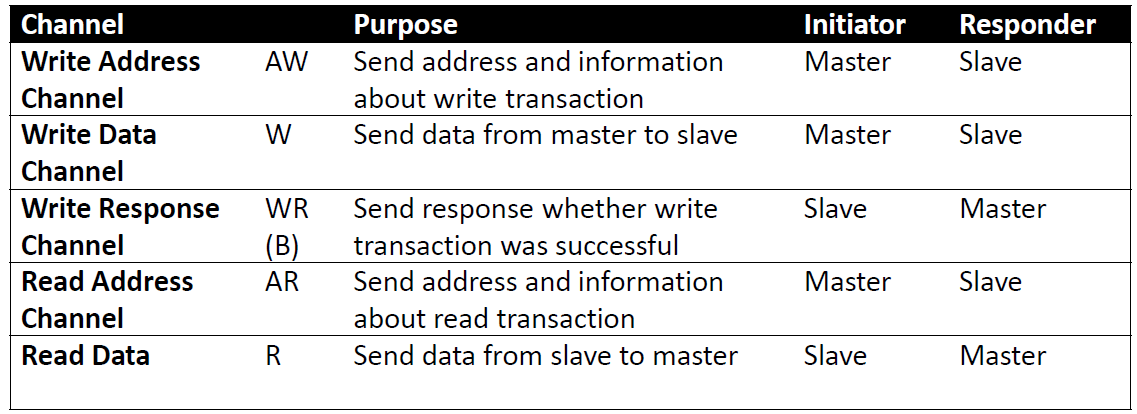 Channel Purpose Initiator Responder
Write Address AW Send address and information Master Slave
Channel about write transaction
Write Data W Send data from master to slave Master Slave
Channel
Write Response WR Send response whether write Slave Master
Channel (B) transaction was successful
Read Address AR Send address and information Master Slave
Channel about read transaction
Read Data R Send data from slave to master Slave Master